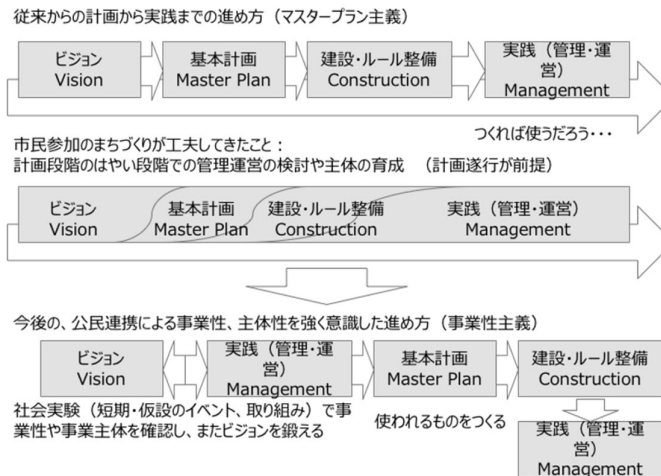 従来からの計画から実践までの進め方（マスタープラン主義）
ビジョン
Vision
基本計画
Master Plan
建設・ルール整備
Construction
実践（管理・運
営）
Management
つくれば使うだろう・・・
市民参加のまちづくりが工夫してきたこと：
計画段階のはやい段階での管理運営の検討や主体の育成　（計画遂行が前提）
ビジョン
Vision
基本計画
Master Plan
建設・ルール整備
Construction
実践（管理・運営）
Management
今後の、公民連携による事業性、主体性を強く意識した進め方（事業性主義）
ビジョン
Vision
実践（管理・運
営）
Management
基本計画
Master Plan
建設・ルール整備
Construction
社会実験（短期・仮設のイベント、取り組み）で事
業性や事業主体を確認し、またビジョンを鍛える
使われるものをつくる
実践（管理・運
営）
Management